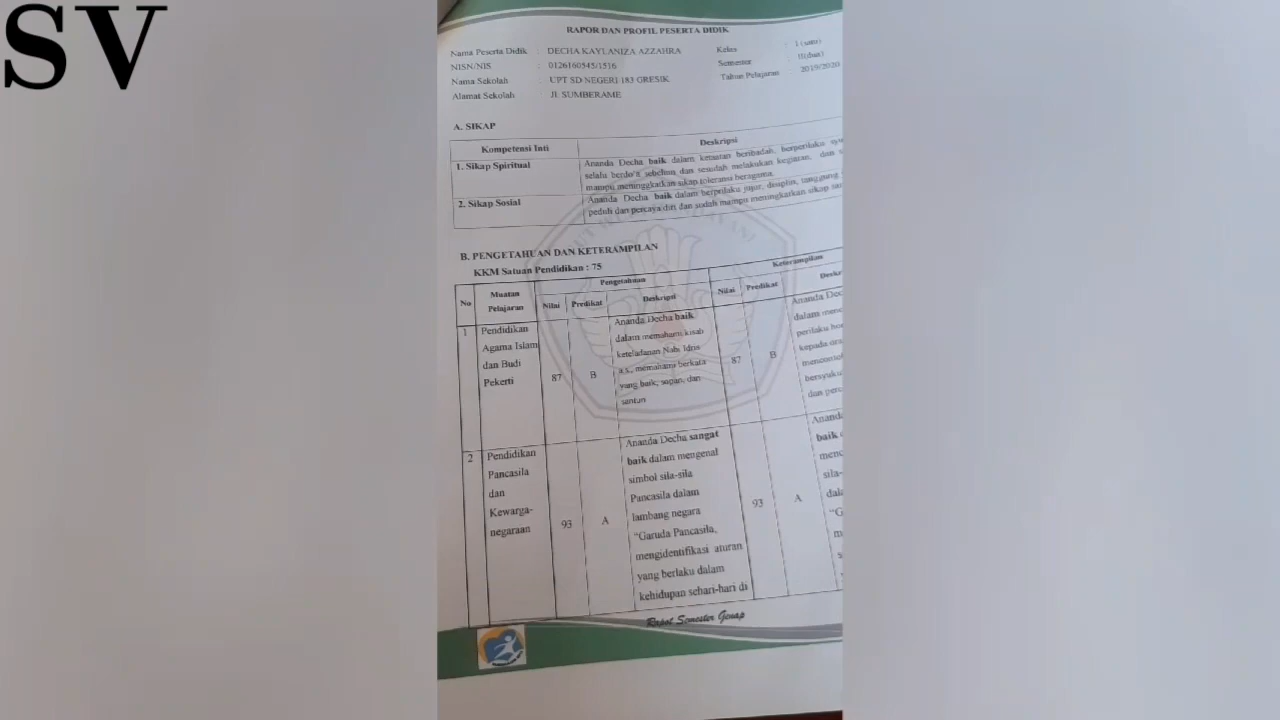 SV
RAPOR DAN PROFIL PESERTA DIDIK
Nama Peserta Didik : DECHA KAYLANIZA AZZAHRA
Kelas : 1 (satu)
NISN/NIS : 0126160545/1516
Semester : II(dua)
Nama Sekolah : UPT SD NEGERI 183 GRESIK
Tahun Pelajaran : 2019/2020
Alamat Sekolah : Jl SUMBERAME
A. SIKAP
Kompetensi Inti
Deskripsi
1. Sikap Spiritual
Ananda Decha baik dalam ketaatan beribadah, berperilaku
selalu berdo'a sebelum dan sesudah melakukan kegiatan, dan
mampu meningkatkan sikap toleransi beragama.
2. Sikap Sosial
Ananda Decha baik dalam berprilaku jujur, disiplin, tanggung
peduli dan percaya diri dan sudah mampu meningkatkan sikap
B. PENGETAHUAN DAN KETERAMPILAN
KKM Satuan Pendidikan : 75
No
Muatan
Pelajaran
Pengetahuan
Keterampilan
Nilai
Predikat
Deskripsi
Nilai
Predikat
1
Pendidikan
Agama Islam
dan Budi
Pekerti
87
B
Ananda Decha baik
dalam memahami kisah
keteladanan Nabi Idris
a.s., memahami berkata
yang baik, sopan, dan
santun
87
B
Ananda
dalam
perilaku
kepada
dan
2
Pendidikan
Pancasila
dan
Kewarga-
negaraan
93
A
Ananda Decha sangat
baik dalam mengenal
simbol sila-sila
Pancasila dalam
lambang negara
“Garuda Pancasila,
mengidentifikasi aturan
yang berlaku dalam
kehidupan sehari-hari di
93
A
baik
Rapot Semester Genap